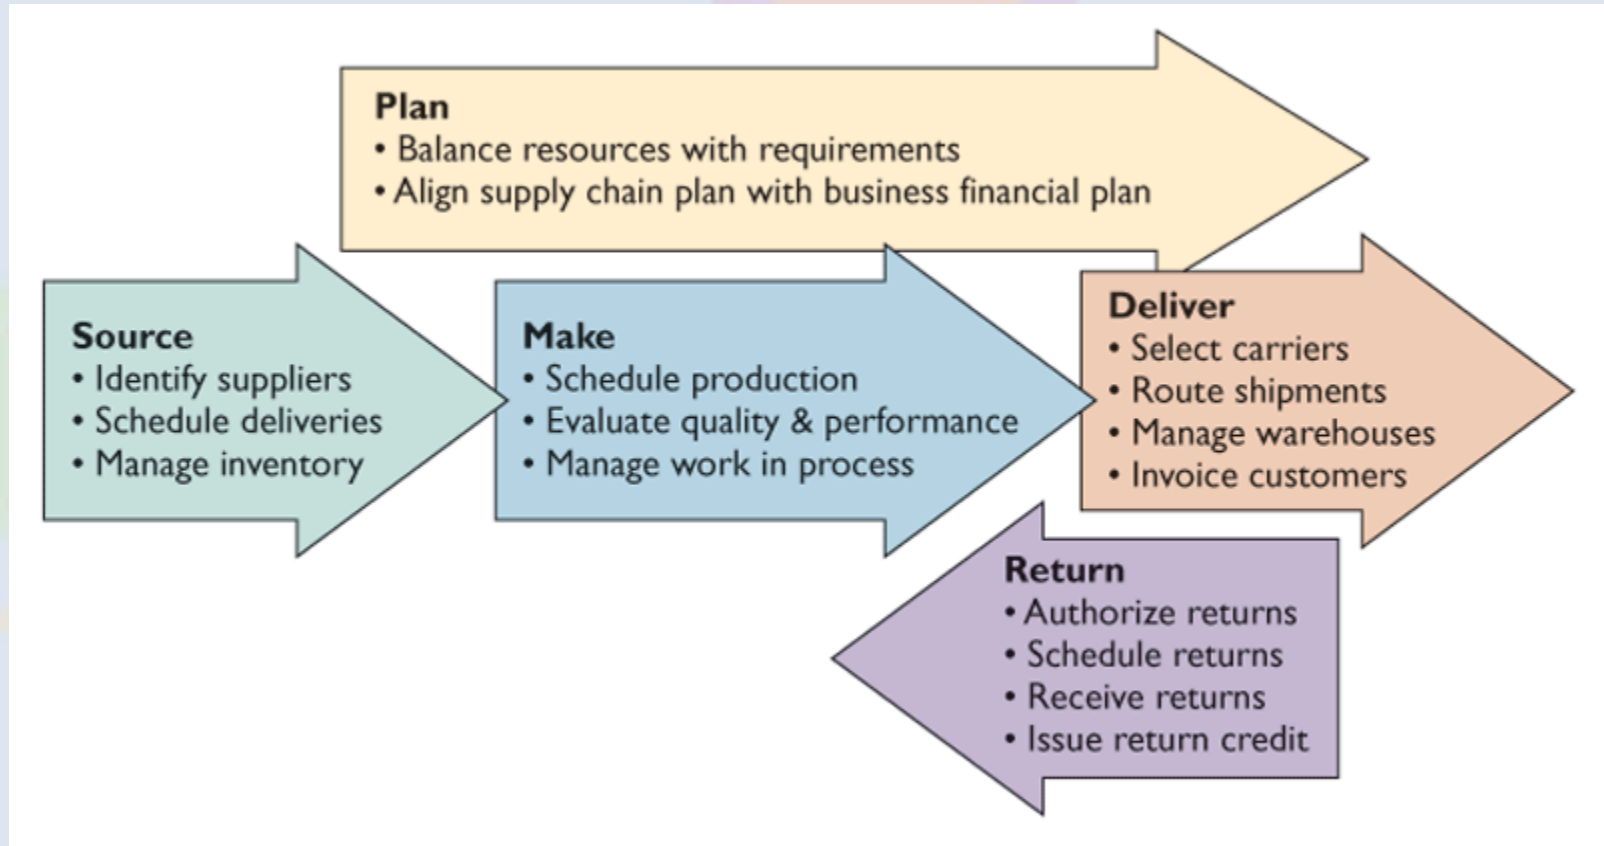 Plan
• Balance resources with requirements
• Align supply chain plan with business financial plan
Source
• Identify suppliers
• Schedule deliveries
• Manage inventory
Make
• Schedule production
• Evaluate quality & performance
• Manage work in process
Deliver
• Select carriers
• Route shipments
• Manage warehouses
• Invoice customers
Return
• Authorize returns
• Schedule returns
• Receive returns
• Issue return credit